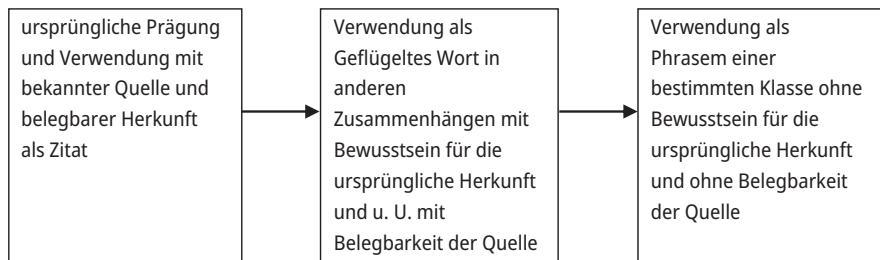 ursprüngliche Prägung
und Verwendung mit
bekannter Quelle und
belegbarer Herkunft
als Zitat
Verwendung als
Geflügeltes Wort in
anderen
Zusammenhängen mit
Bewusstsein für die
ursprüngliche Herkunft
und u. U. mit
Belegbarkeit der Quelle
Verwendung als
Phrasem einer
bestimmten Klasse ohne
Bewusstsein für die
ursprüngliche Herkunft
und ohne Belegbarkeit
der Quelle